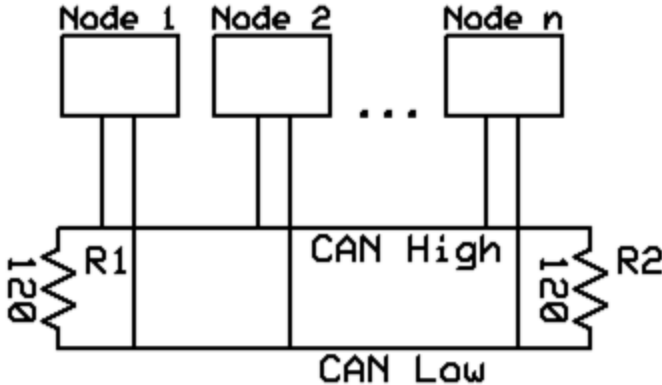 Node 1
Node 2
...
Node n
CAN High
R1
120
120
R2
CAN Low